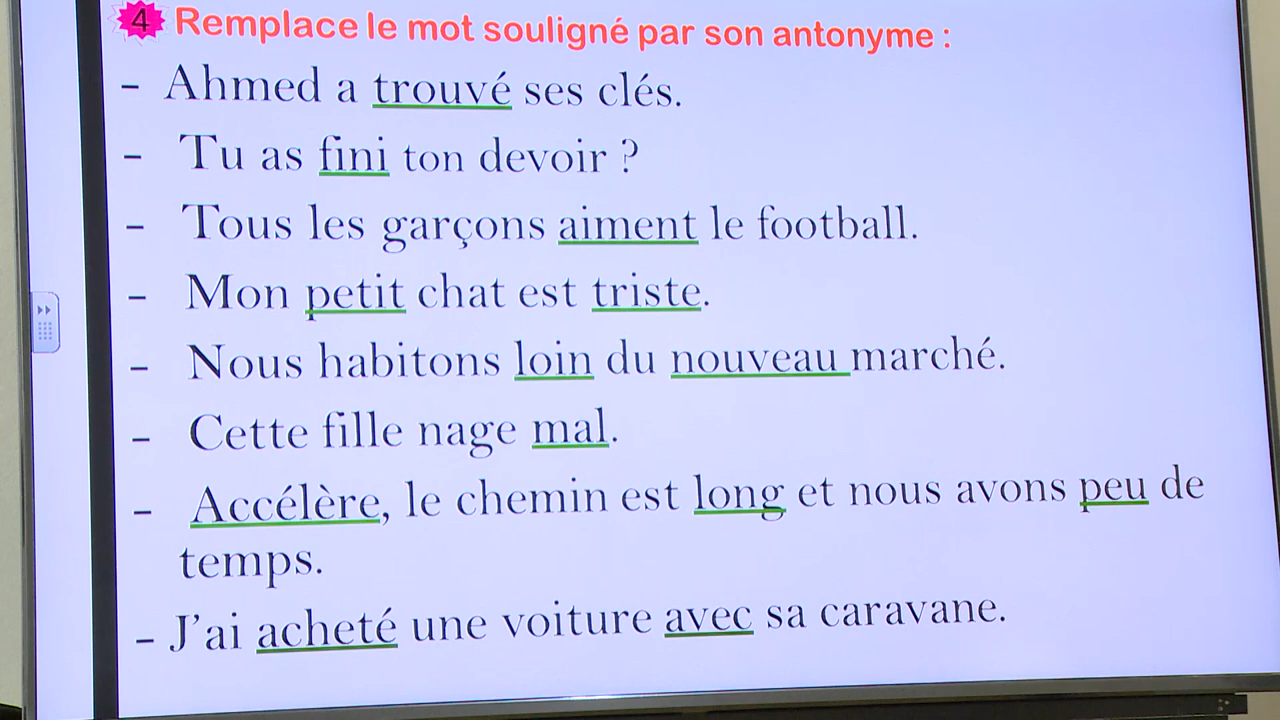 4 Remplace le mot souligné par son antonyme :
- Ahmed a trouvé ses clés.
- Tu as fini ton devoir ?
- Tous les garçons aiment le football.
- Mon petit chat est triste.
- Nous habitons loin du nouveau marché.
- Cette fille nage mal.
- Accélère, le chemin est long et nous avons peu de
temps.
- J'ai acheté une voiture avec sa caravane.